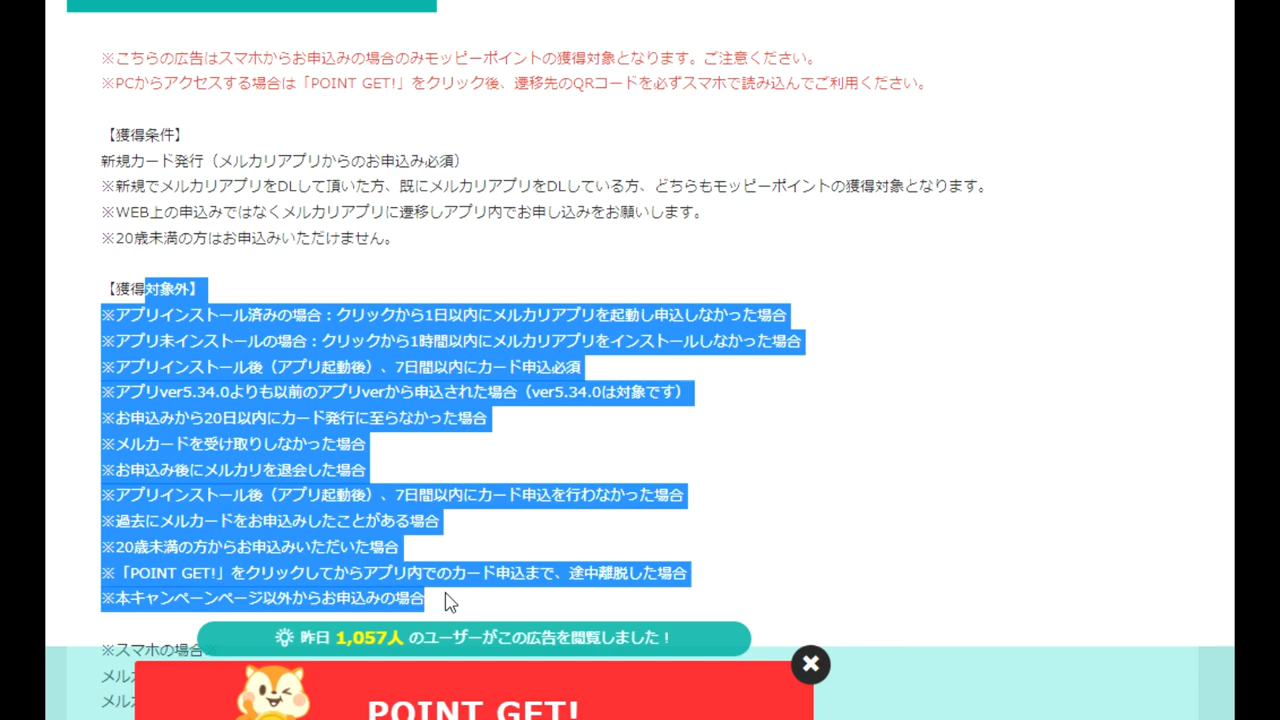 ※こちらの広告はスマホからお申込みの場合のみモッピーポイントの獲得対象となります。ご注意ください。
※PCからアクセスする場合は「POINT GET!」をクリック後、遷移先のQRコードを必ずスマホで読み込んでご利用ください。
【獲得条件】
新規カード発行（メルカリアプリからのお申込み必須）
※新規でメルカリアプリをDLして頂いた方、既にメルカリアプリをDLしている方、どちらもモッピーポイントの獲得対象となります。
※WEB上の申込みではなくメルカリアプリに遷移しアプリ内でお申し込みをお願いします。
※20歳未満の方はお申込みいただけません。
【獲得対象外】
※アプリインストール済みの場合：クリックから1日以内にメルカリアプリを起動し申込しなかった場合
※アプリ未インストールの場合：クリックから1時間以内にメルカリアプリをインストールしなかった場合
※アプリインストール後（アプリ起動後）、7日間以内にカード申込必須
※アプリver5.34.0よりも以前のアプリverから申込された場合（ver5.34.0は対象です）
※お申込みから20日以内にカード発行に至らなかった場合
※メルカードを受け取りしなかった場合
※お申込み後にメルカリを退会した場合
※アプリインストール後（アプリ起動後）、7日間以内にカード申込を行わなかった場合
※過去にメルカードをお申込みしたことがある場合
※20歳未満の方からお申込みいただいた場合
※「POINT GET!」をクリックしてからアプリ内でのカード申込まで、途中離脱した場合
※本キャンペーンページ以外からお申込みの場合
昨日 1,057人 のユーザーがこの広告を閲覧しました！
※スマホの場合
メル
メル
POINT GET!